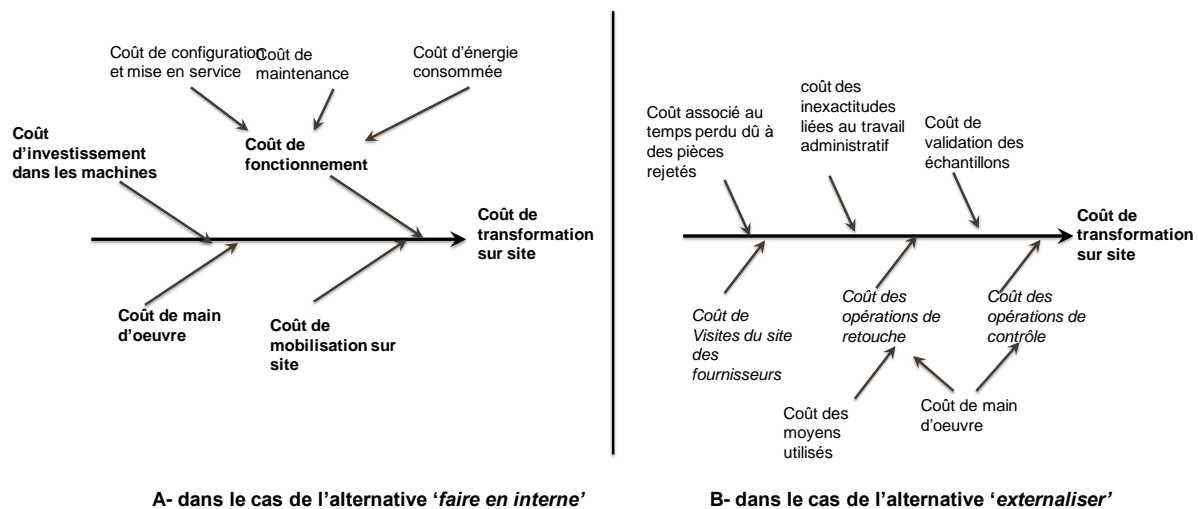 Coût de configuration
et mise en service
Coût de
maintenance
Coût d'énergie
consommée
Coût
d'investissement
dans les machines
Coût de
fonctionnement
Coût de
transformation
sur site
Coût de main
d'oeuvre
Coût de
mobilisation sur
site
A- dans le cas de l'alternative ‘faire en interne’
Coût associé au
temps perdu dû à
des pièces
rejetés
coût des
inexactitudes
liées au travail
administratif
Coût de
validation des
échantillons
Coût de
transformation
sur site
Coût de
Visites du site
des
fournisseurs
Coût des
opérations de
retouche
Coût des
opérations de
contrôle
Coût des
moyens
utilisés
Coût de main
d'oeuvre
B- dans le cas de l'alternative ‘externaliser’